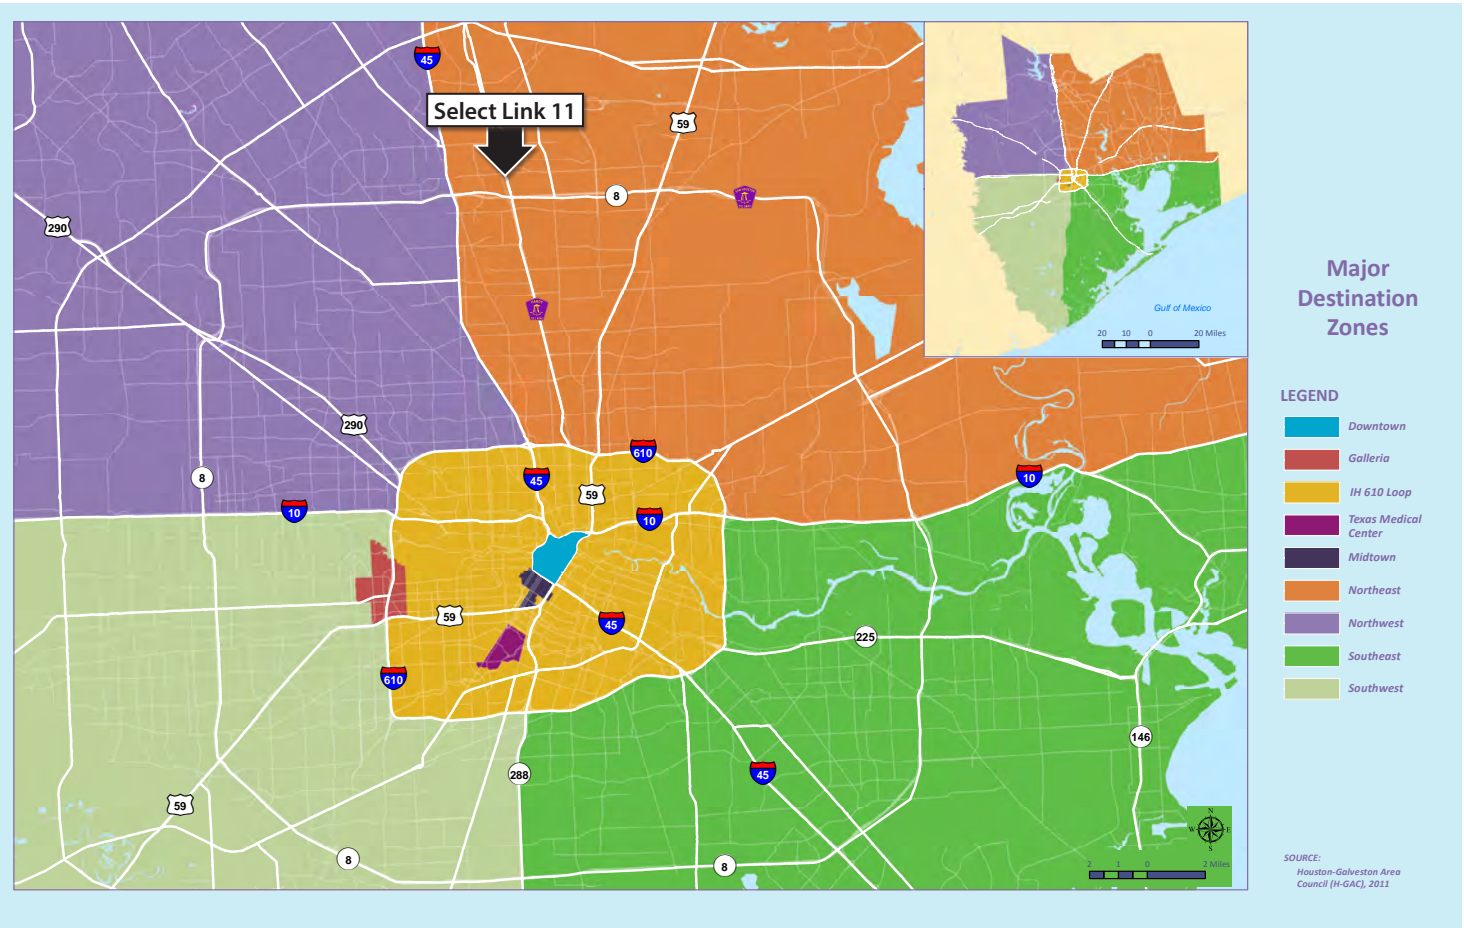 45
Select Link 11
59
8
290
290
610
45
59
10
8
10
10
59
45
225
610
146
288
45
59
8
8
N
W
E
S
2 1 0 2 Miles
Gulf of Mexico
20 10 0 20 Miles
Major
Destination
Zones
LEGEND
Downtown
Galleria
IH 610 Loop
Texas Medical
Center
Midtown
Northeast
Northwest
Southeast
Southwest
SOURCE:
Houston-Galveston Area
Council (H-GAC), 2011